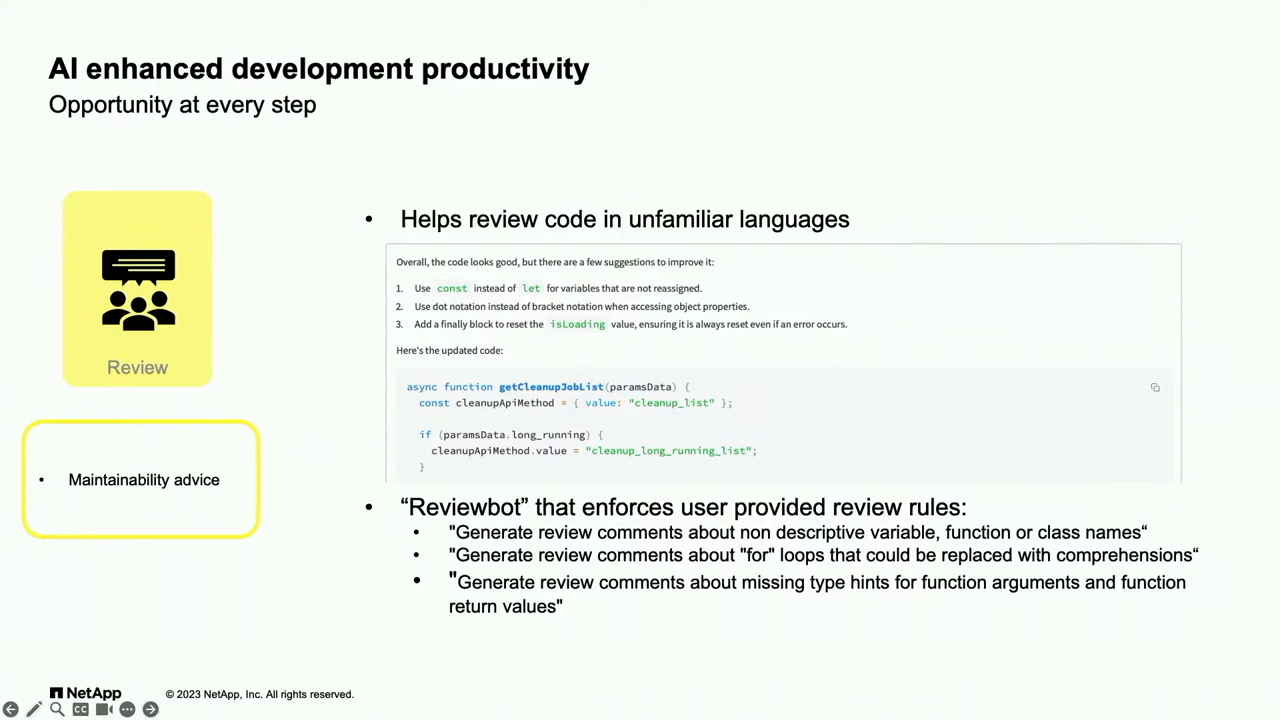 AI enhanced development productivity
Opportunity at every step
Review
• Maintainability advice
• Helps review code in unfamiliar languages
Overall, the code looks good, but there are a few suggestions to improve it:
1. Use const instead of let for variables that are not reassigned.
2. Use dot notation instead of bracket notation when accessing object properties.
3. Add a finally block to reset the isLoading value, ensuring it is always reset even if an error occurs.
Here's the updated code:
async function getCleanupJobList(paramsData) {
const cleanupApiMethod = { value: "cleanup_list" };
if (paramsData.long_running) {
cleanupApiMethod.value = "cleanup_long_running_list";
}
• “Reviewbot” that enforces user provided review rules:
• "Generate review comments about non descriptive variable, function or class names“
• "Generate review comments about "for" loops that could be replaced with comprehensions“
• "Generate review comments about missing type hints for function arguments and function
return values"
NetApp
© 2023 NetApp, Inc. All rights reserved.
CC